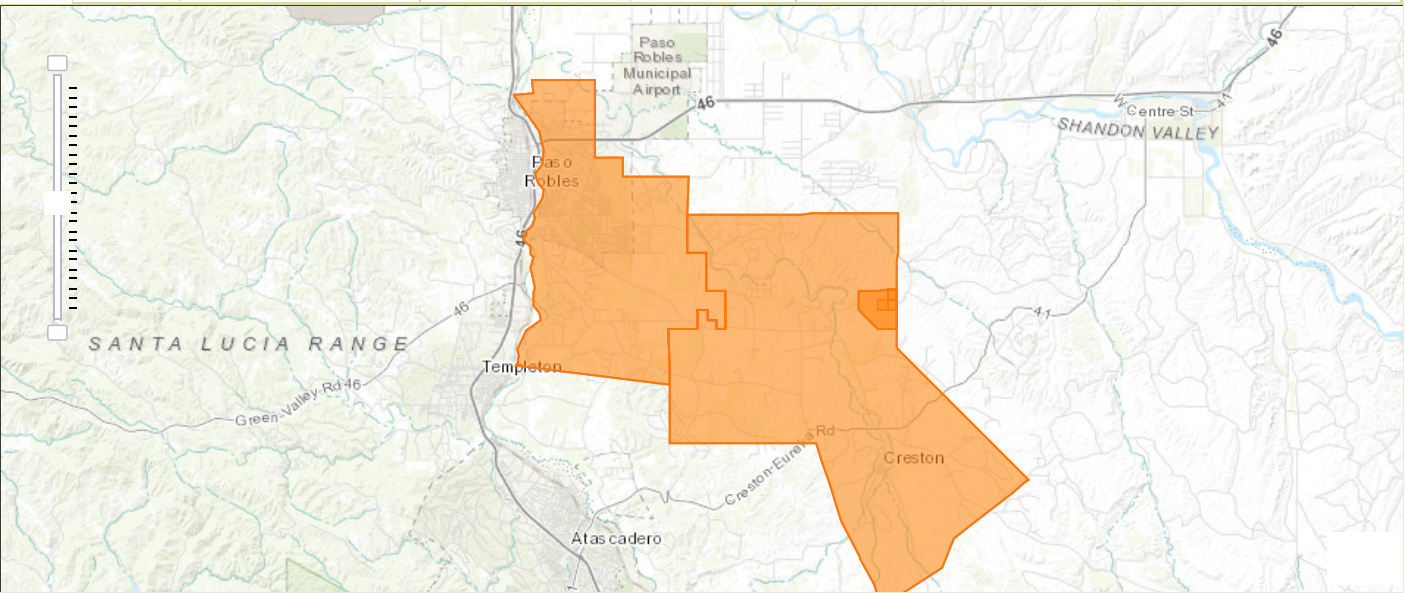 46
Paso
Robles
Municipal
Airport
46
W
Centre St
41
SHANDON VALLEY
Paso
Robles
46
46
41
SANTA LUCIA RANGE
Templeton
Green-Valley Rd 46
Rd
Creston-Eureka
Creston
Atascadero